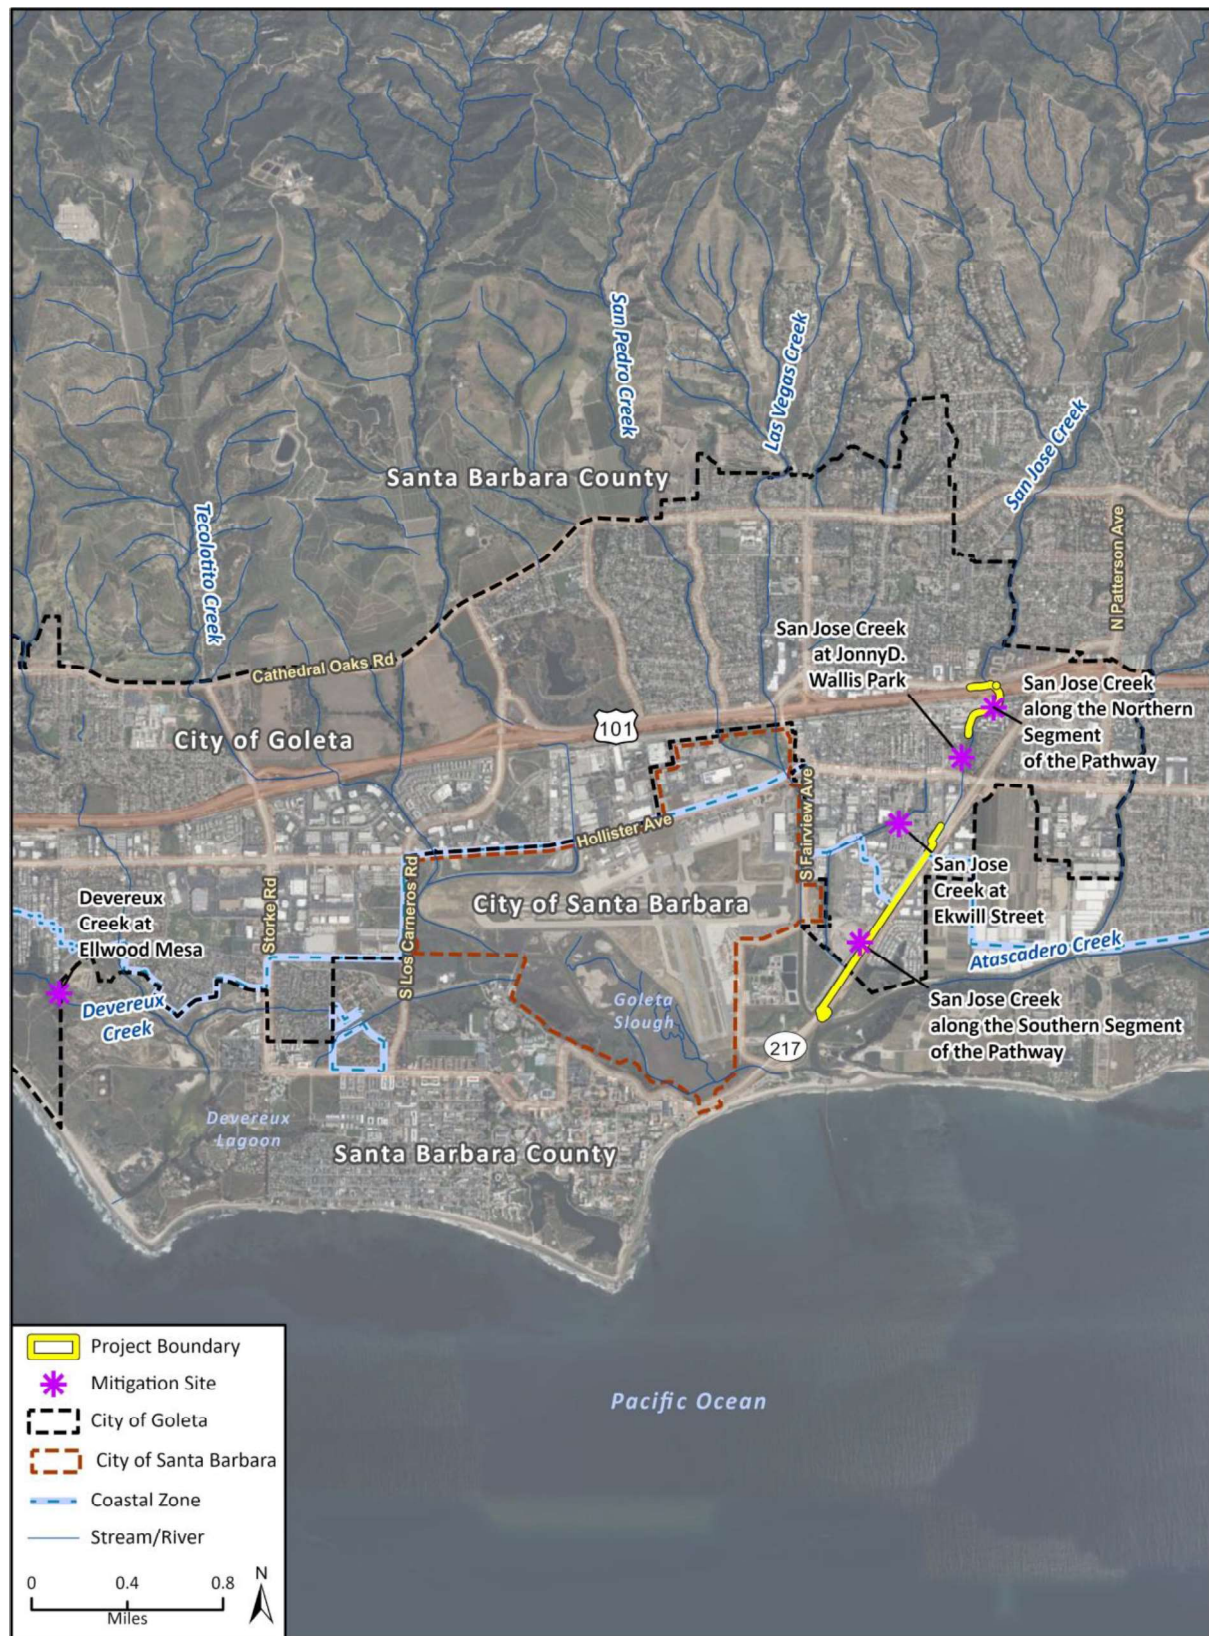 San Pedro Creek
Las Vegas Creek
San Jose Creek
Santa Barbara County
Tecolotito Creek
N Patterson Ave
San Jose Creek
at JonnyD.
Wallis Park
Cathedral Oaks Rd
San Jose Creek
along the Northern
Segment
of the Pathway
101
City of Goleta
Hollister Ave
S Fairview Ave
San Jose
Creek at
Ekwill Street
Devereux
Creek at
Ellwood Mesa
Storke Rd
S Los Carneros Rd
City of Santa Barbara
Atascadero Creek
Devereux
Creek
Goleta
Slough
San Jose Creek
along the Southern Segment
of the Pathway
217
Devereux
Lagoon
Santa Barbara County
Pacific Ocean
Project Boundary
Mitigation Site
City of Goleta
City of Santa Barbara
Coastal Zone
Stream/River
N
0 0.4 0.8
Miles